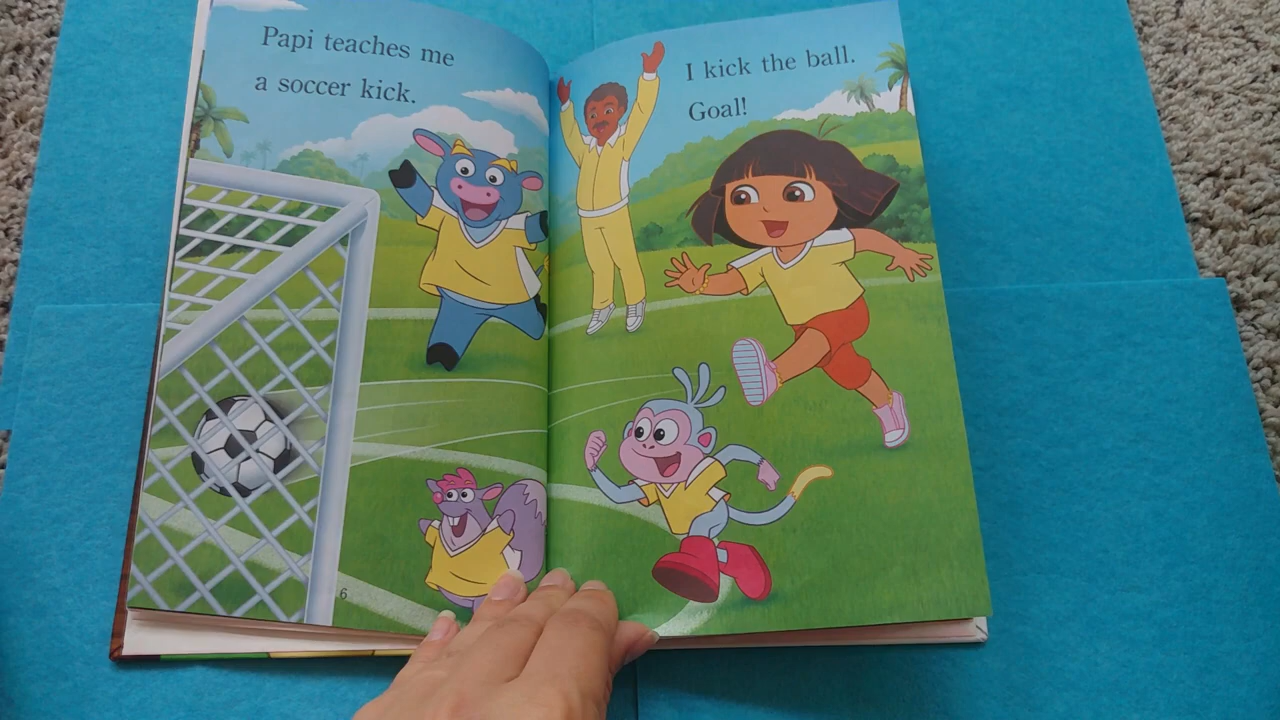 Papi teaches me
a soccer kick.
6
I kick the ball.
Goal!